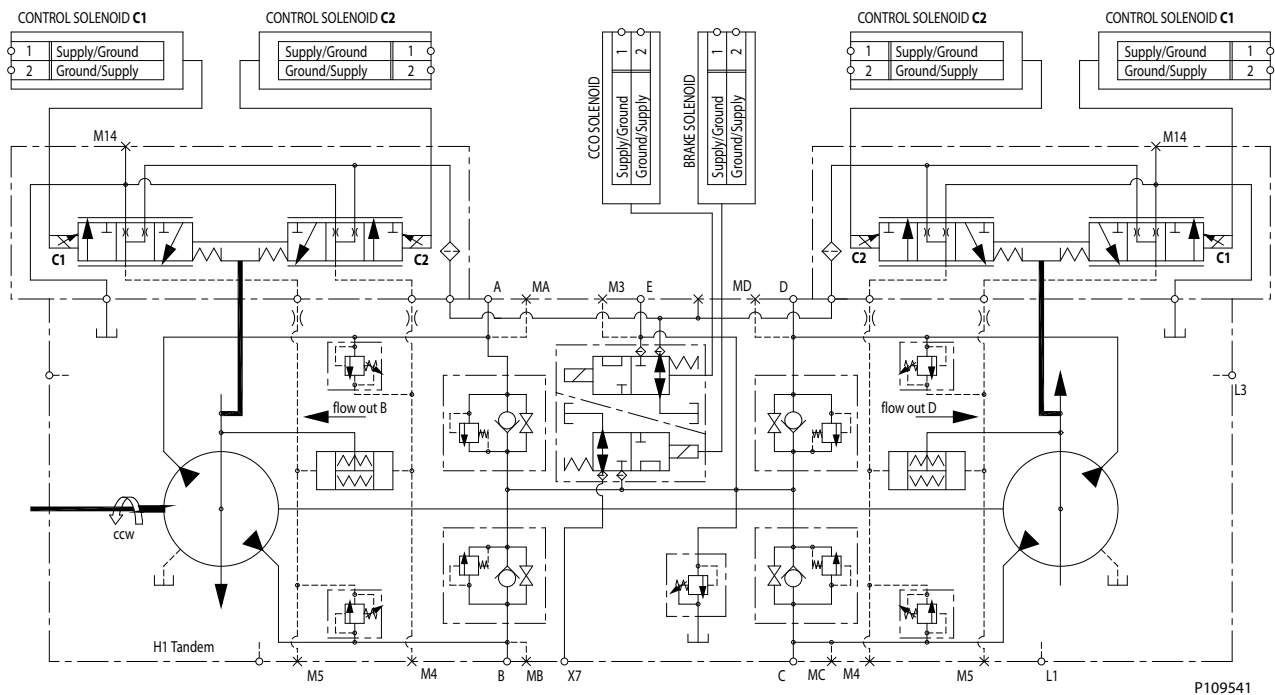 CONTROL SOLENOID C1
CONTROL SOLENOID C2
CONTROL SOLENOID C2
CONTROL SOLENOID C1
1 Supply/Ground
2 Ground/Supply
Supply/Ground 1
Ground/Supply 2
CCO SOLENOID
1 Supply/Ground
2 Ground/Supply
BRAKE SOLENOID
1 Supply/Ground
2 Ground/Supply
1 Supply/Ground
2 Ground/Supply
Supply/Ground 1
Ground/Supply 2
M14
M14
C1
C2
C2
C1
A
MA
M3
E
MD
D
L3
flow out B
flow out D
ccw
H1 Tandem
M5
M4
B
MB
X7
C
MC
M4
M5
L1
P109541